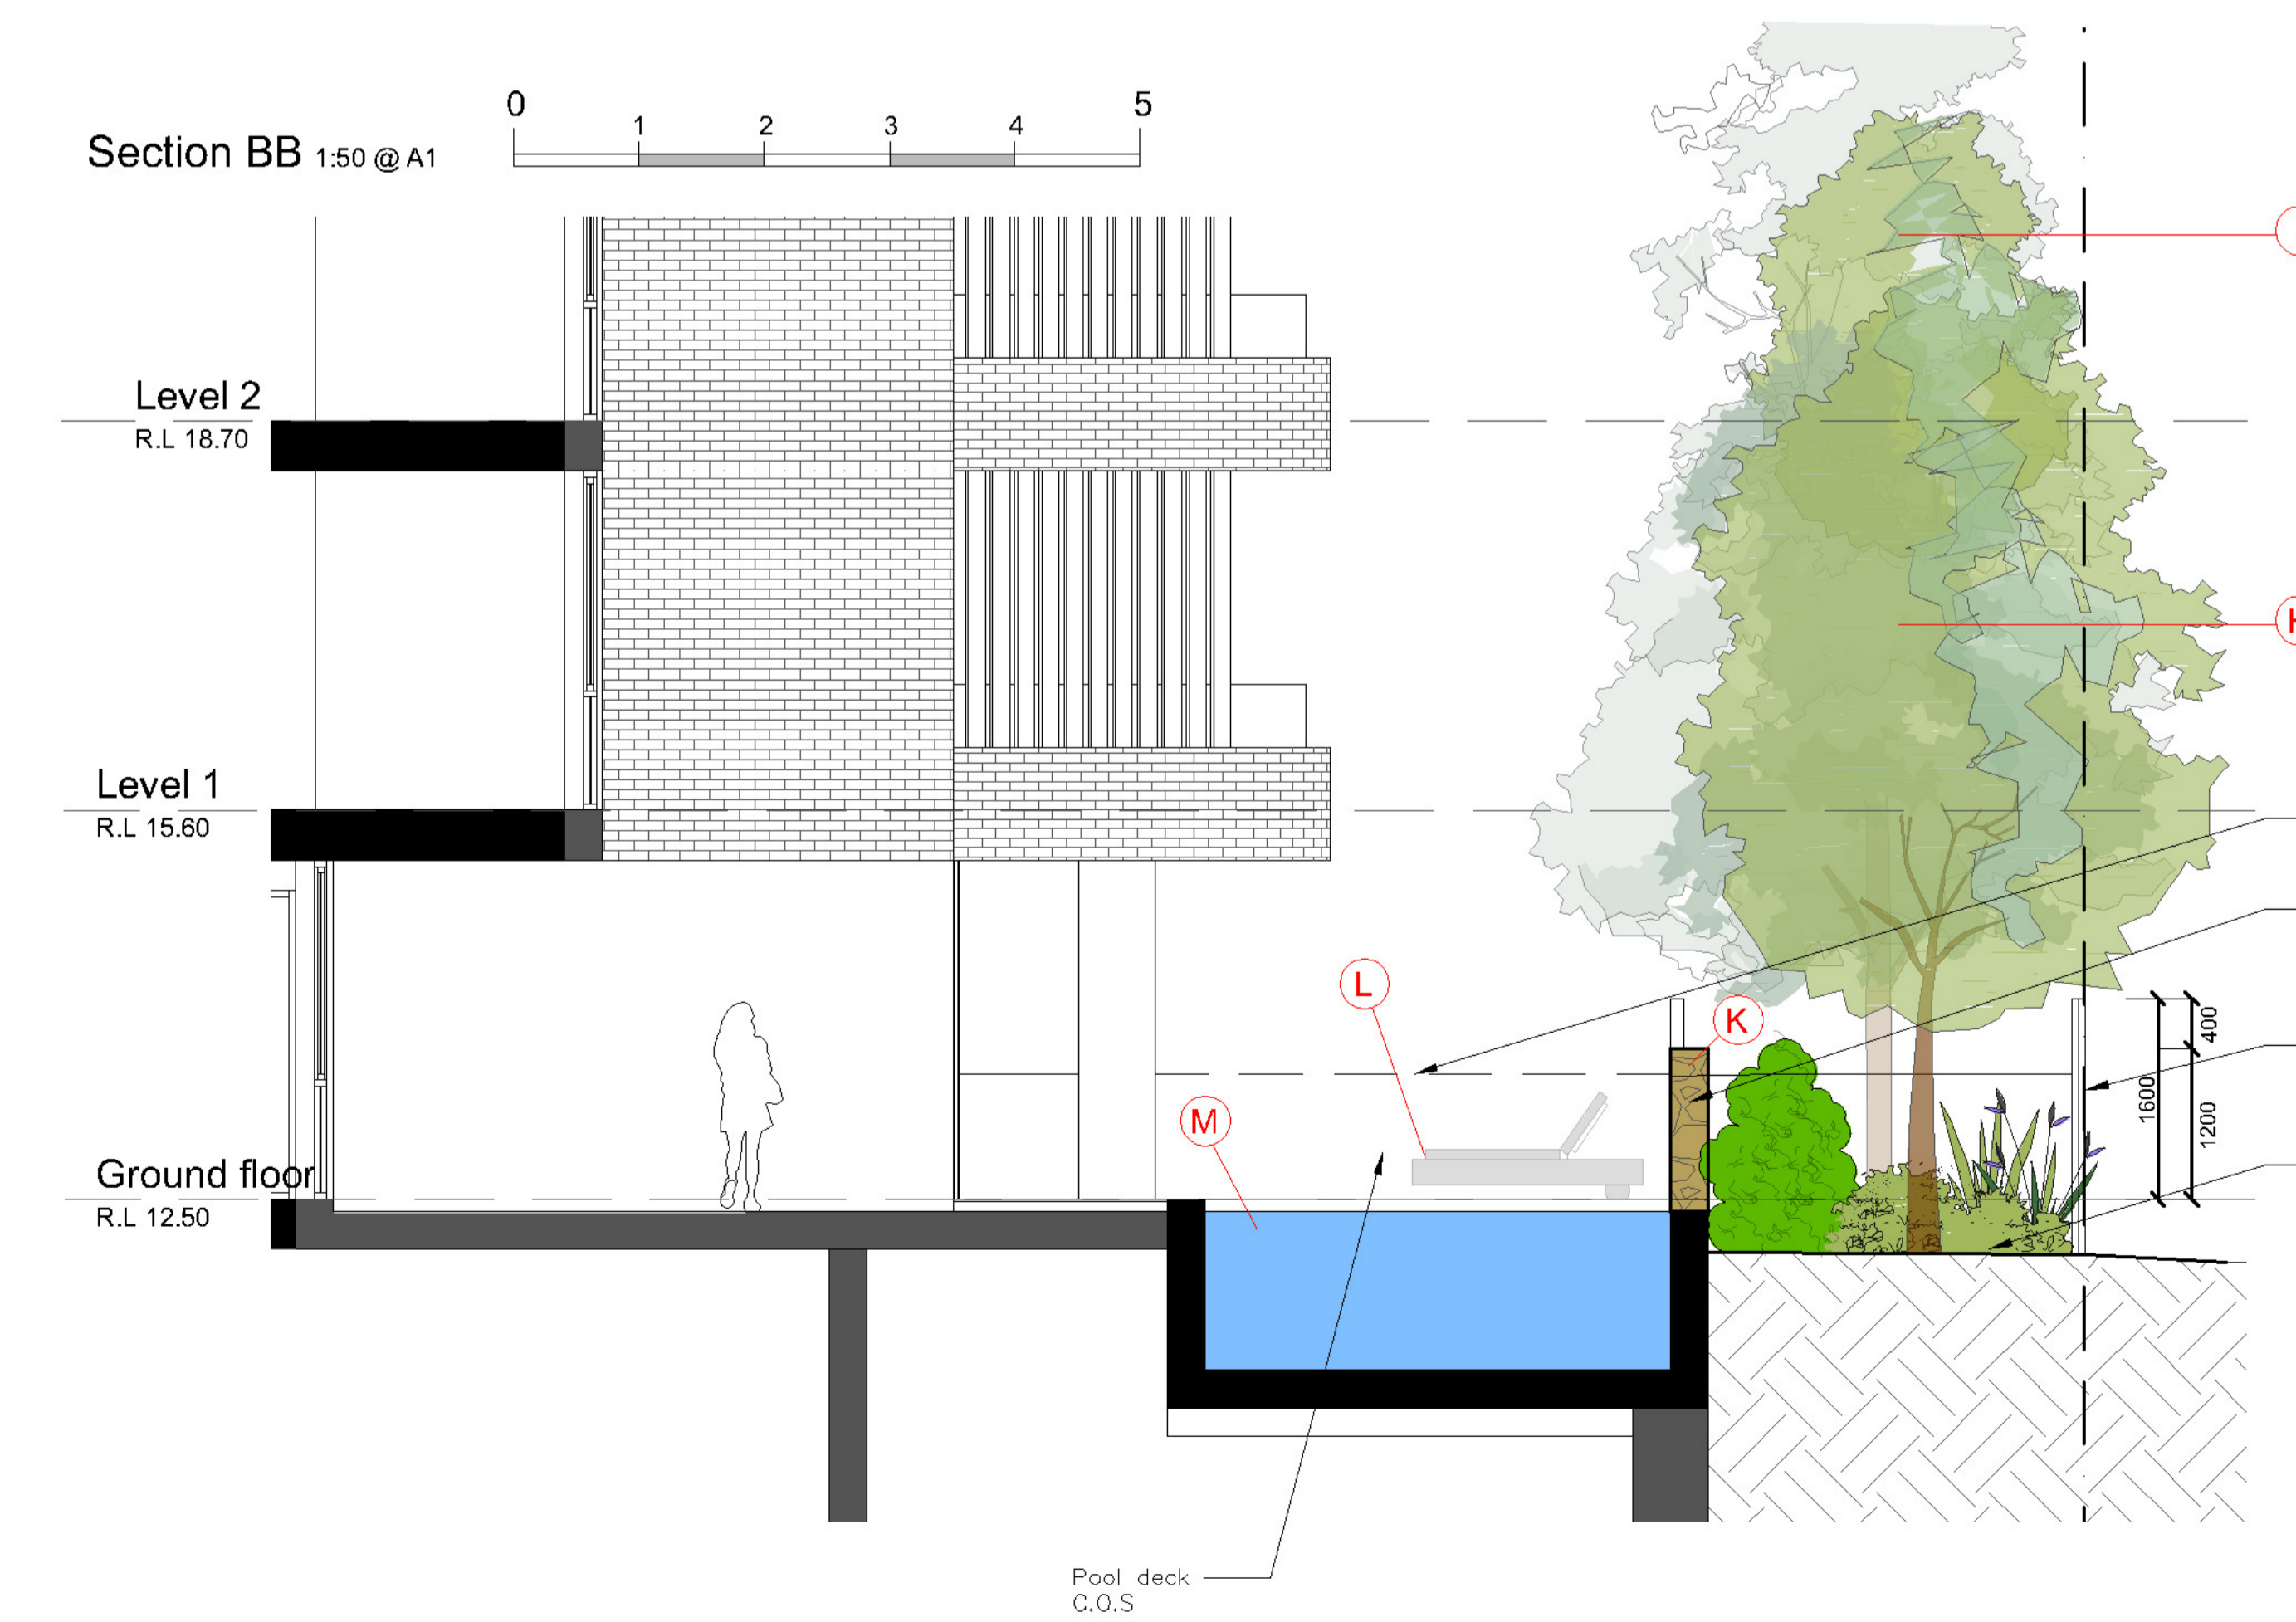 0 1 2 3 4 5
Section BB 1:50 @ A1
Level 2
R.L 18.70
Level 1
R.L 15.60
L
K
M
400
1600
1200
Ground floor
R.L 12.50
Pool deck
C.O.S